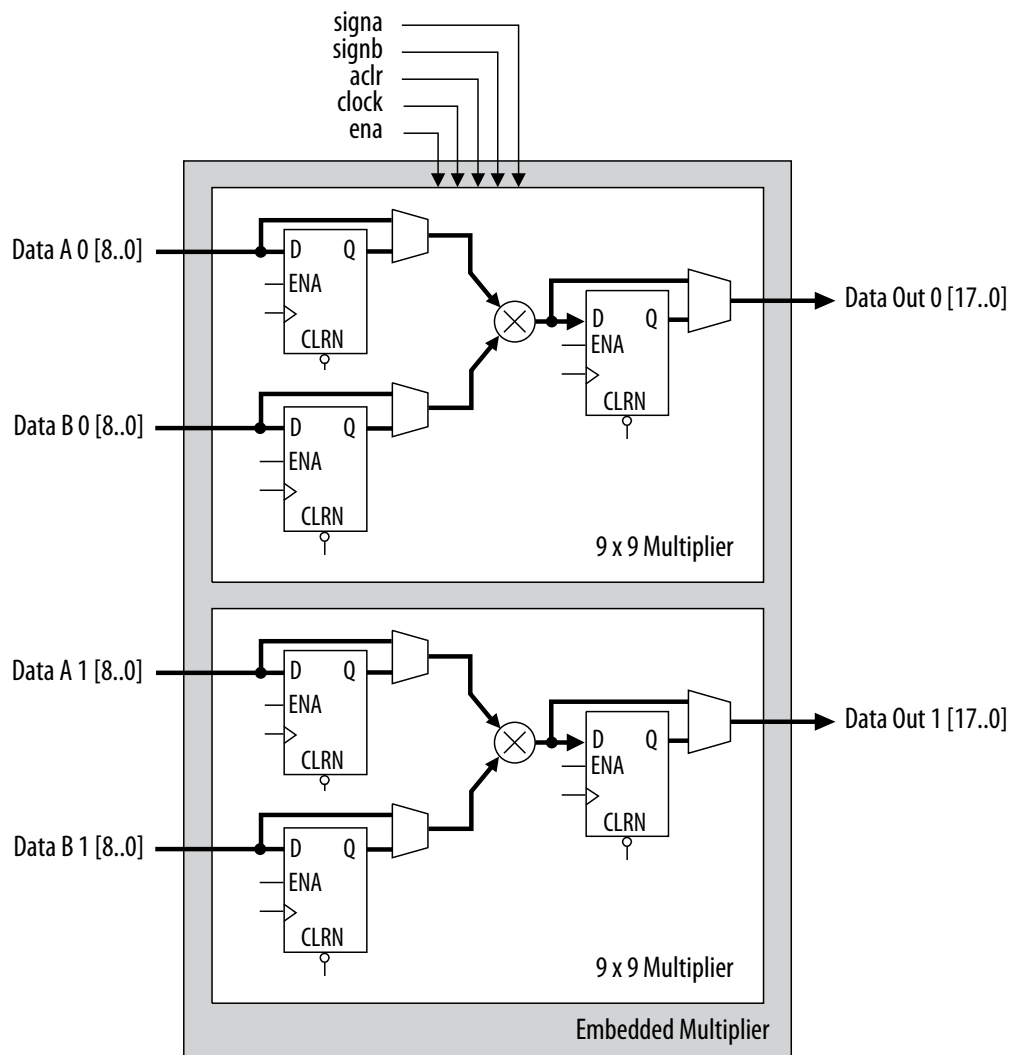 signa
signb
aclr
clock
ena
Data A 0 [8..0]
D Q
ENA
CLRN
Data B 0 [8..0]
D Q
ENA
CLRN
D Q
ENA
CLRN
Data Out 0 [17..0]
9 x 9 Multiplier
Data A 1 [8..0]
D Q
ENA
CLRN
Data B 1 [8..0]
D Q
ENA
CLRN
D Q
ENA
CLRN
Data Out 1 [17..0]
9 x 9 Multiplier
Embedded Multiplier